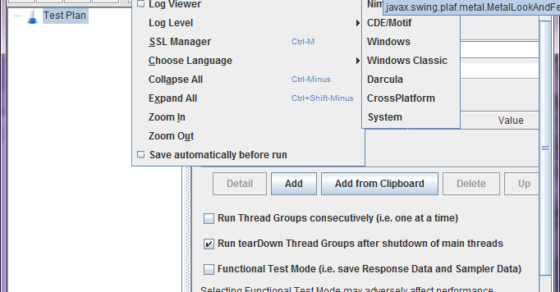 Log Viewer
Nim
javax.swing.plaf.metal.MetalLookAndFe
Test Plan
Log Level
CDE/Motif
SSL Manager Ctrl-M
Windows
Choose Language
Windows Classic
Collapse All Ctrl-Minus
Darcula
Expand All Ctrl+Shift-Minus
CrossPlatform
Zoom In
System
Value
Zoom Out
Save automatically before run
Detail Add Add from Clipboard Delete Up
Run Thread Groups consecutively (i.e. one at a time)
Run tearDown Thread Groups after shutdown of main threads
Functional Test Mode (i.e. save Response Data and Sampler Data)
Selecting Functional Test Mode may adversely affect performance